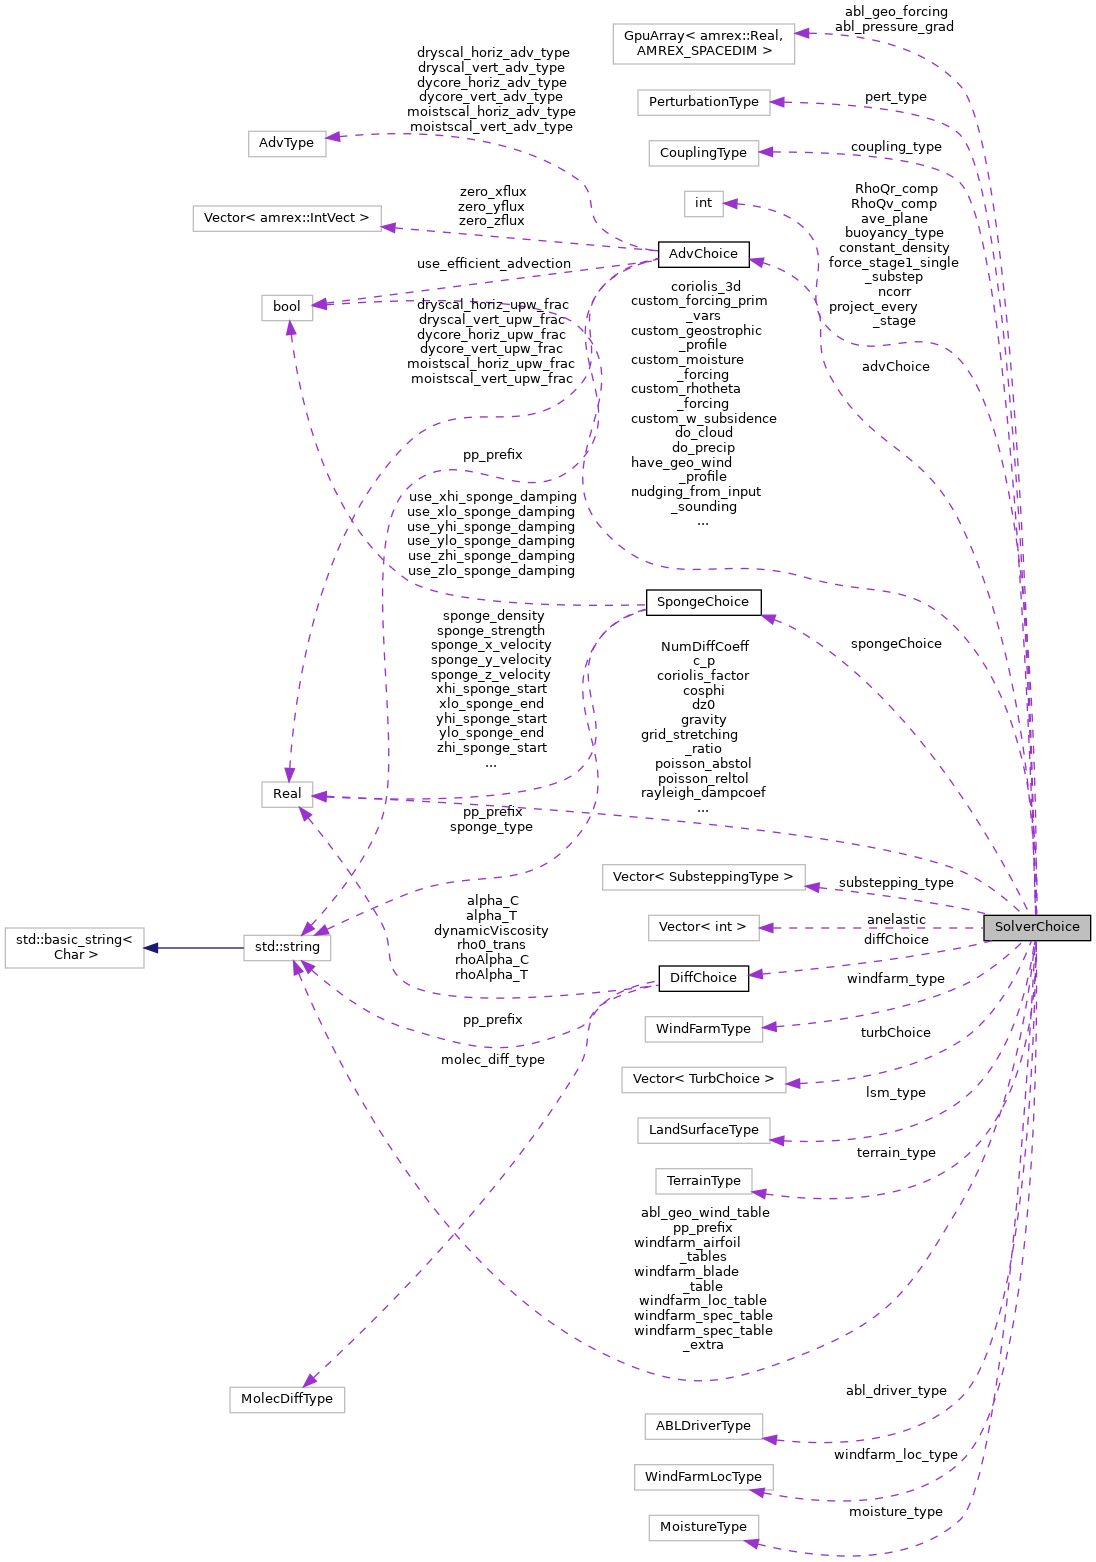 abl_geo_forcing
abl_pressure_grad
GpuArray< amrex::Real,
AMREX_SPACEDIM >
dryscal_horiz_adv_type
dryscal_vert_adv_type
dycore_horiz_adv_type
dycore_vert_adv_type
moistscal_horiz_adv_type
moistscal_vert_adv_type
PerturbationType
pert_type
AdvType
CouplingType
coupling_type
int
RhoQr_comp
RhoQv_comp
ave_plane
buoyancy_type
constant_density
force_stage1_single
_substep
ncorr
project_every
_stage
zero_xflux
zero_yflux
zero_zflux
Vector< amrex::IntVect >
AdvChoice
use_efficient_advection
bool
dryscal_horiz_upw_frac
dryscal_vert_upw_frac
dycore_horiz_upw_frac
dycore_vert_upw_frac
moistscal_horiz_upw_frac
moistscal_vert_upw_frac
coriolis_3d
custom_forcing_prim
_vars
custom_geostrophic
_profile
custom_moisture
_forcing
custom_rhotheta
_forcing
custom_w_subsidence
do_cloud
do_precip
have_geo_wind
_profile
nudging_from_input
_sounding
...
advChoice
pp_prefix
use_xhi_sponge_damping
use_xlo_sponge_damping
use_yhi_sponge_damping
use_ylo_sponge_damping
use_zhi_sponge_damping
use_zlo_sponge_damping
SpongeChoice
spongeChoice
sponge_density
sponge_strength
sponge_x_velocity
sponge_y_velocity
sponge_z_velocity
xhi_sponge_start
xlo_sponge_end
yhi_sponge_start
ylo_sponge_end
zhi_sponge_start
...
NumDiffCoeff
c_p
coriolis_factor
cosphi
dz0
gravity
grid_stretching
_ratio
poisson_abstol
poisson_reltol
rayleigh_dampcoef
...
Real
pp_prefix
sponge_type
Vector< SubsteppingType >
substepping_type
alpha_C
alpha_T
dynamicViscosity
rho0_trans
rhoAlpha_C
rhoAlpha_T
Vector< int >
anelastic
SolverChoice
diffChoice
std::basic_string<
Char >
std::string
DiffChoice
windfarm_type
pp_prefix
WindFarmType
turbChoice
molec_diff_type
Vector< TurbChoice >
lsm_type
LandSurfaceType
terrain_type
TerrainType
abl_geo_wind_table
pp_prefix
windfarm_airfoil
_tables
windfarm_blade
_table
windfarm_loc_table
windfarm_spec_table
windfarm_spec_table
_extra
MolecDiffType
abl_driver_type
ABLDriverType
windfarm_loc_type
WindFarmLocType
moisture_type
MoistureType